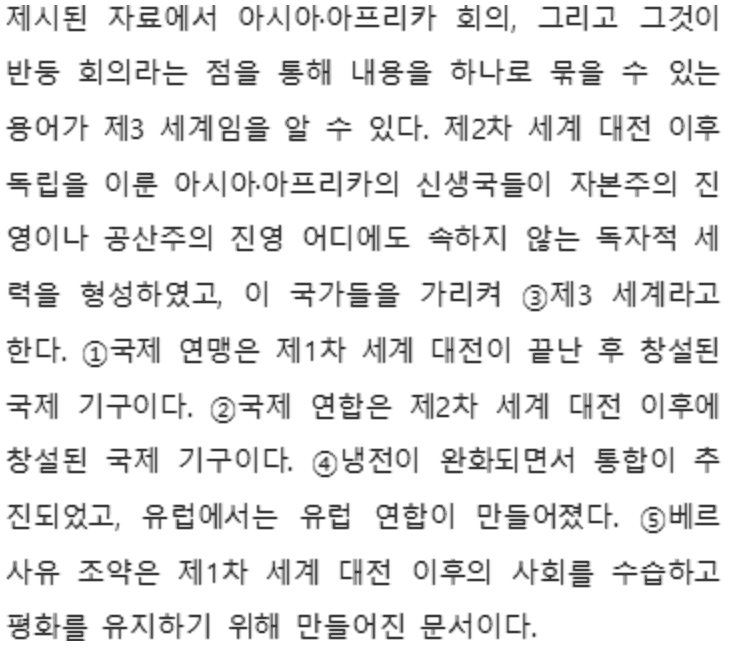 제시된 자료에서 아시아·아프리카 회의, 그리고 그것이
반둥 회의라는 점을 통해 내용을 하나로 묶을 수 있는
용어가 제3 세계임을 알 수 있다. 제2차 세계 대전 이후
독립을 이룬 아시아·아프리카의 신생국들이 자본주의 진
영이나 공산주의 진영 어디에도 속하지 않는 독자적 세
력을 형성하였고, 이 국가들을 가리켜 ③제3 세계라고
한다. ①국제 연맹은 제1차 세계 대전이 끝난 후 창설된
국제 기구이다. ②국제 연합은 제2차 세계 대전 이후에
창설된 국제 기구이다. ④냉전이 완화되면서 통합이 추
진되었고, 유럽에서는 유럽 연합이 만들어졌다. ⑤베르
사유 조약은 제1차 세계 대전 이후의 사회를 수습하고
평화를 유지하기 위해 만들어진 문서이다.